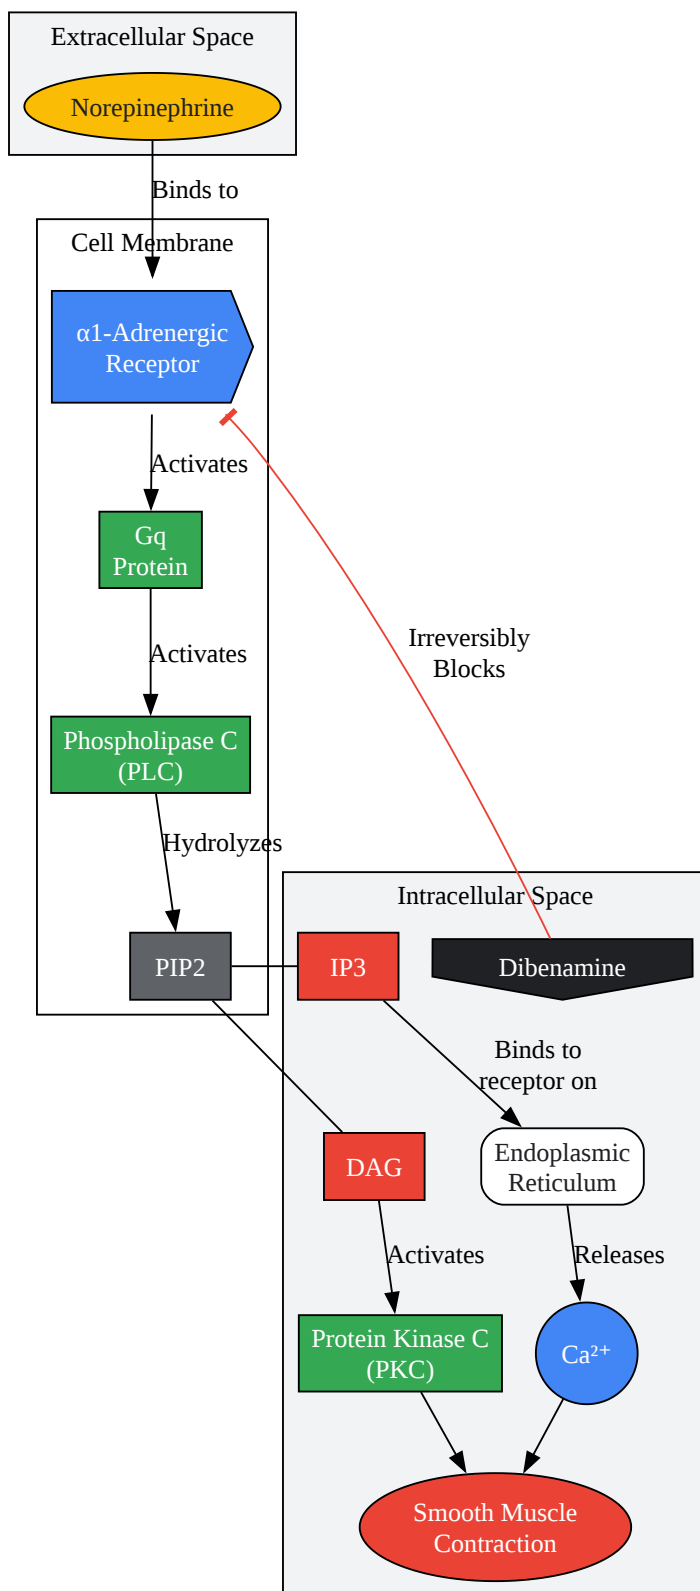 Extracellular Space
Norepinephrine
Binds to
Cell Membrane
α1-Adrenergic
Receptor
Activates
Gq
Protein
Activates
Irreversibly
Blocks
Phospholipase C
(PLC)
Hydrolyzes
Intracellular Space
PIP2
IP3
Dibenamine
Binds to
receptor on
DAG
Endoplasmic
Reticulum
Activates
Releases
Protein Kinase C
(PKC)
Ca²⁺
Smooth Muscle
Contraction